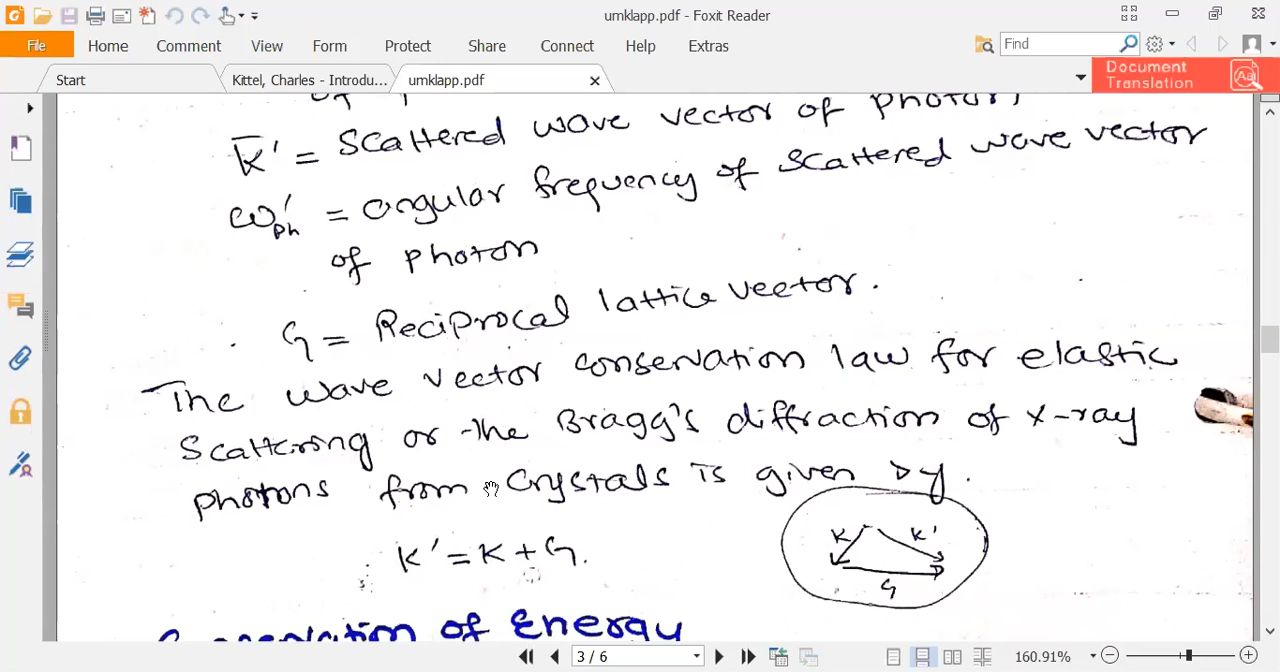 umklapp.pdf - Foxit Reader
File Home Comment View Form Protect Share Connect Help Extras
Find
Document
Translation
Start Kittel, Charles - Introdu... umklapp.pdf
k̄' = Scattered wave vector of photon,
ω'ph = angular frequency of scattered wave vector
of photon
G = Reciprocal lattice vector.
The wave vector conservation law for elastic
Scattering or the Bragg's diffraction of x-ray
photons from Crystals is given by.
K' = K + G.
K K'
G
Conservation of Energy
3 / 6
160.91%